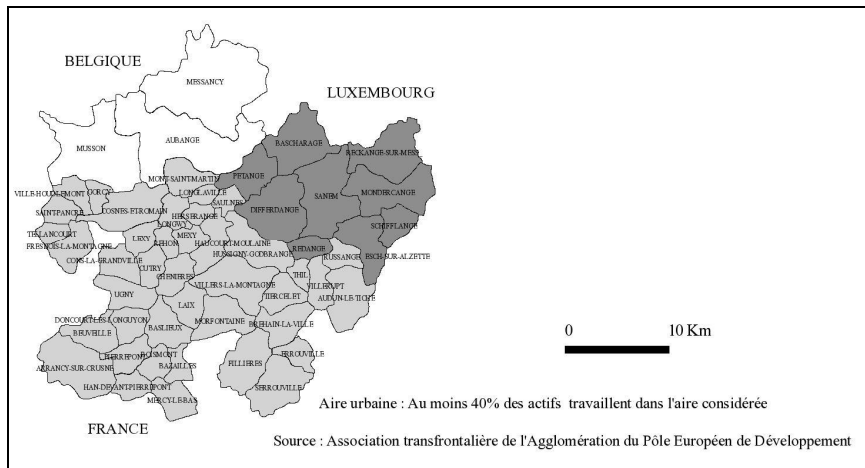 BELGIQUE
MESSANCY
LUXEMBOURG
MUSSON
AUBANGE
BASCHARAGE
RECKANGE-SUR-MESS
MONT-SAINT-MARTIN
PETANGE
VILLE-HOUDLEMONT
GORCY
LONGLAVILLE
SANEM
MONDERCANGE
SAULNES
SAINT-PANCRE
COSNES-ET-ROMAIN
HERSERANGE
DIFFERDANGE
LONGWY
SCHIFFLANGE
TELLANCOURT
LEXY
REHON
MEXY
HAUCOURT-MOULAINE
REDANGE
FRESNOIS-LA-MONTAGNE
HUSSIGNY-GODBRANGE
RUSSANGE
ESCH-SUR-ALZETTE
CONS-LA-GRANDVILLE
CUTRY
CHENIERES
THIL
VILLERS-LA-MONTAGNE
VILLERUPT
UGNY
TIERCELET
AUDUN-LE-TICHE
LAIX
DONCOURT-LES-LONGUYON
MORFONTAINE
BREHAIN-LA-VILLE
BEUVEILLE
BASLIEUX
0 10 Km
PIERREPONT
BOISMONT
ERROUVILLE
ARRANCY-SUR-CRUSNE
BAZAILLES
FILLIERES
HAN-DEVANT-PIERREPONT
SERROUVILLE
MERCY-LE-BAS
Aire urbaine : Au moins 40% des actifs travaillent dans l'aire considérée
FRANCE
Source : Association transfrontalière de l'Agglomération du Pôle Européen de Développement